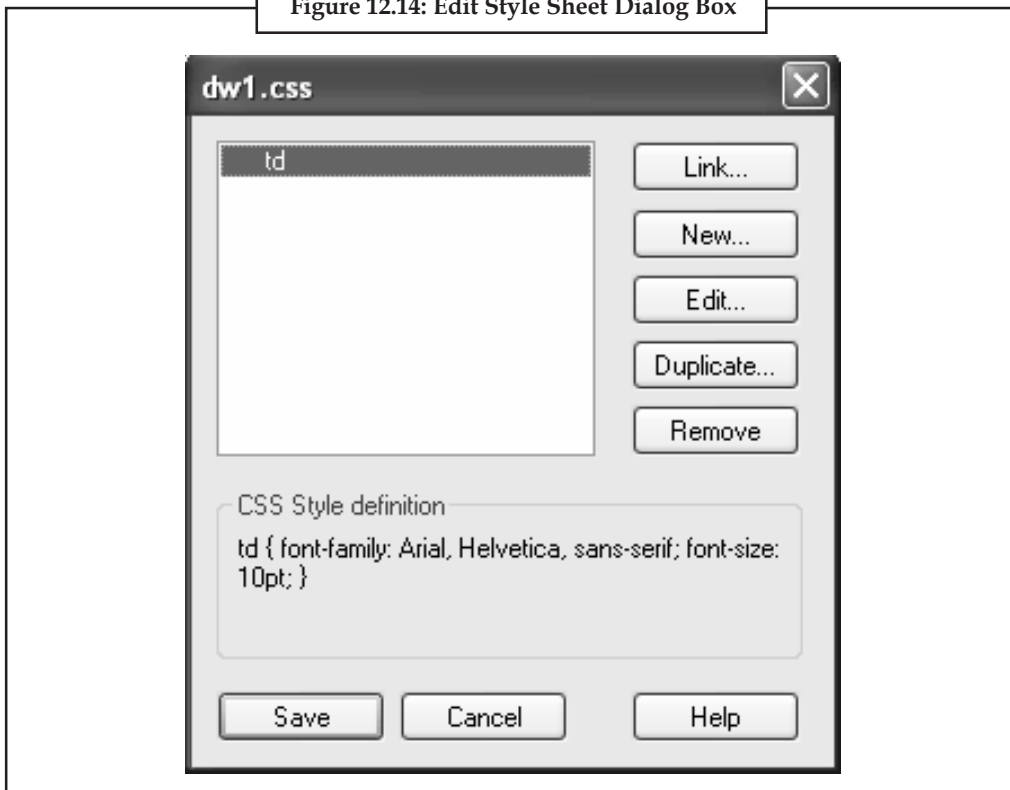 Figure 12.14: Edit Style Sheet Dialog Box
dw1.css
td
Link...
New...
Edit...
Duplicate...
Remove
CSS Style definition
td { font-family: Arial, Helvetica, sans-serif; font-size:
10pt; }
Save
Cancel
Help